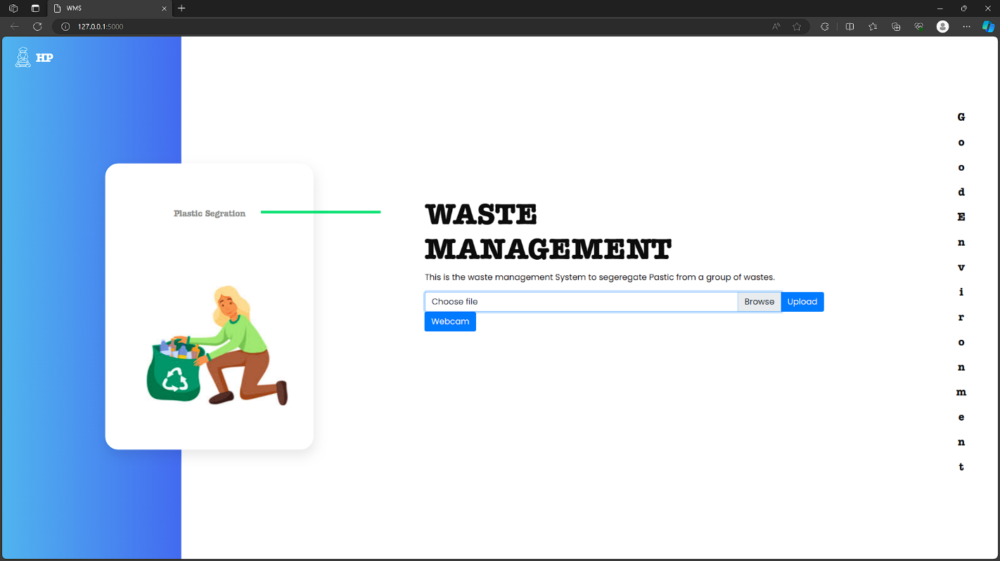 WMS
127.0.0.1:5000
HP
Plastic Segration
WASTE
MANAGEMENT
This is the waste management System to segeregate Pastic from a group of wastes.
Choose file Browse Upload
Webcam
G
o
o
d
E
n
v
i
r
o
n
m
e
n
t